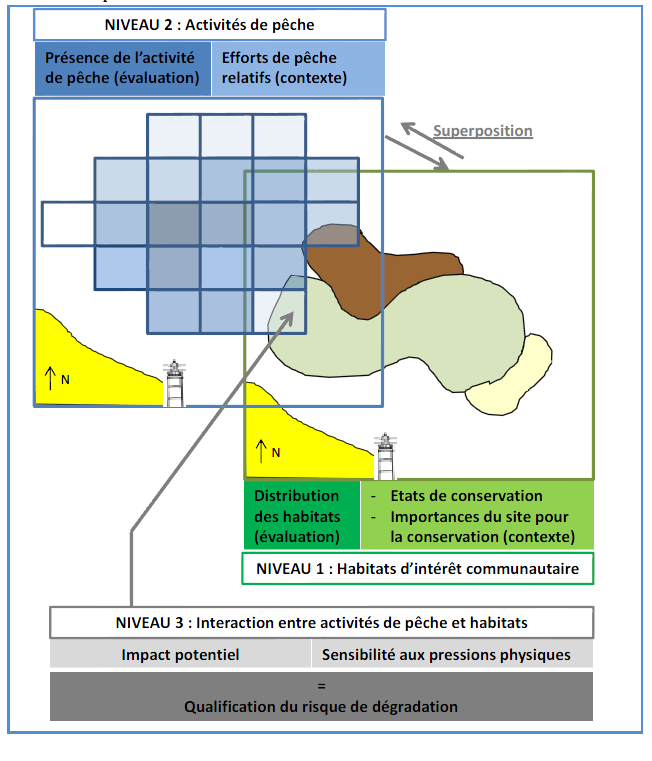 NIVEAU 2 : Activités de pêche
Présence de l'activité
de pêche (évaluation)
Efforts de pêche
relatifs (contexte)
Superposition
N
N
Distribution
des habitats
(évaluation)
- Etats de conservation
- Importances du site pour
la conservation (contexte)
NIVEAU 1 : Habitats d'intérêt communautaire
NIVEAU 3 : Interaction entre activités de pêche et habitats
Impact potentiel
Sensibilité aux pressions physiques
=
Qualification du risque de dégradation